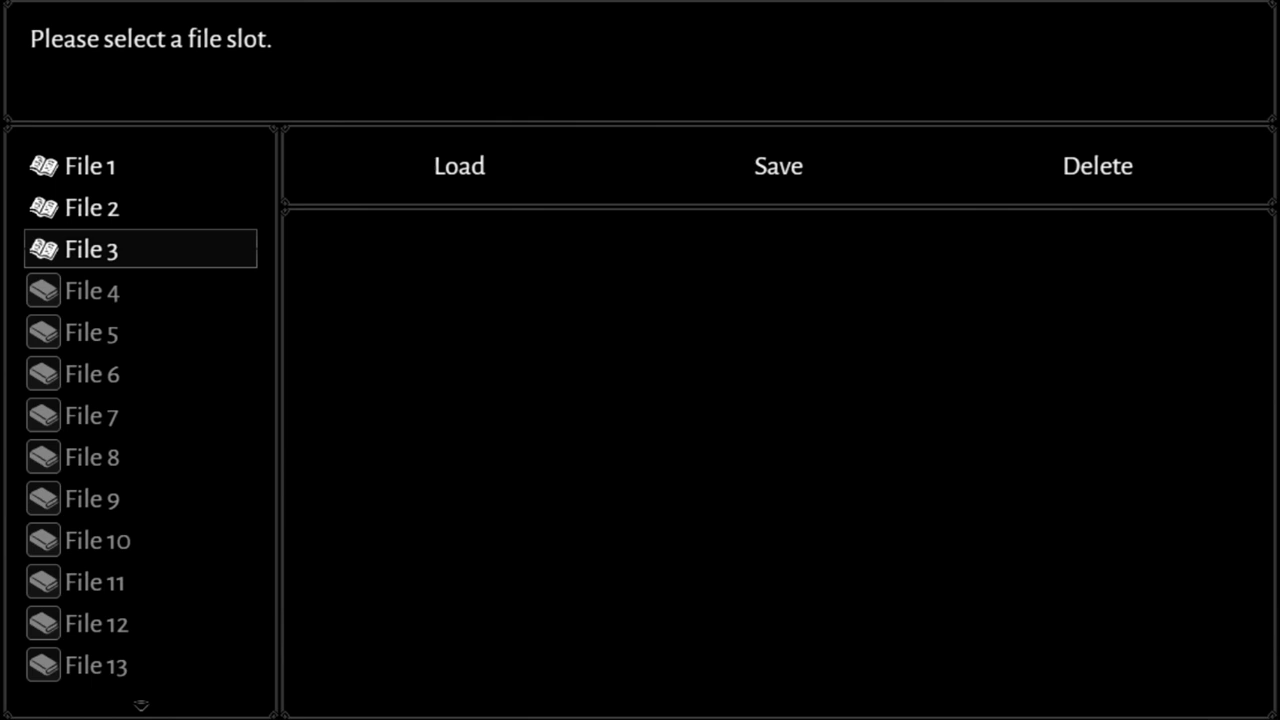 Please select a file slot.
File 1
File 2
File 3
File 4
File 5
File 6
File 7
File 8
File 9
File 10
File 11
File 12
File 13
Load Save Delete